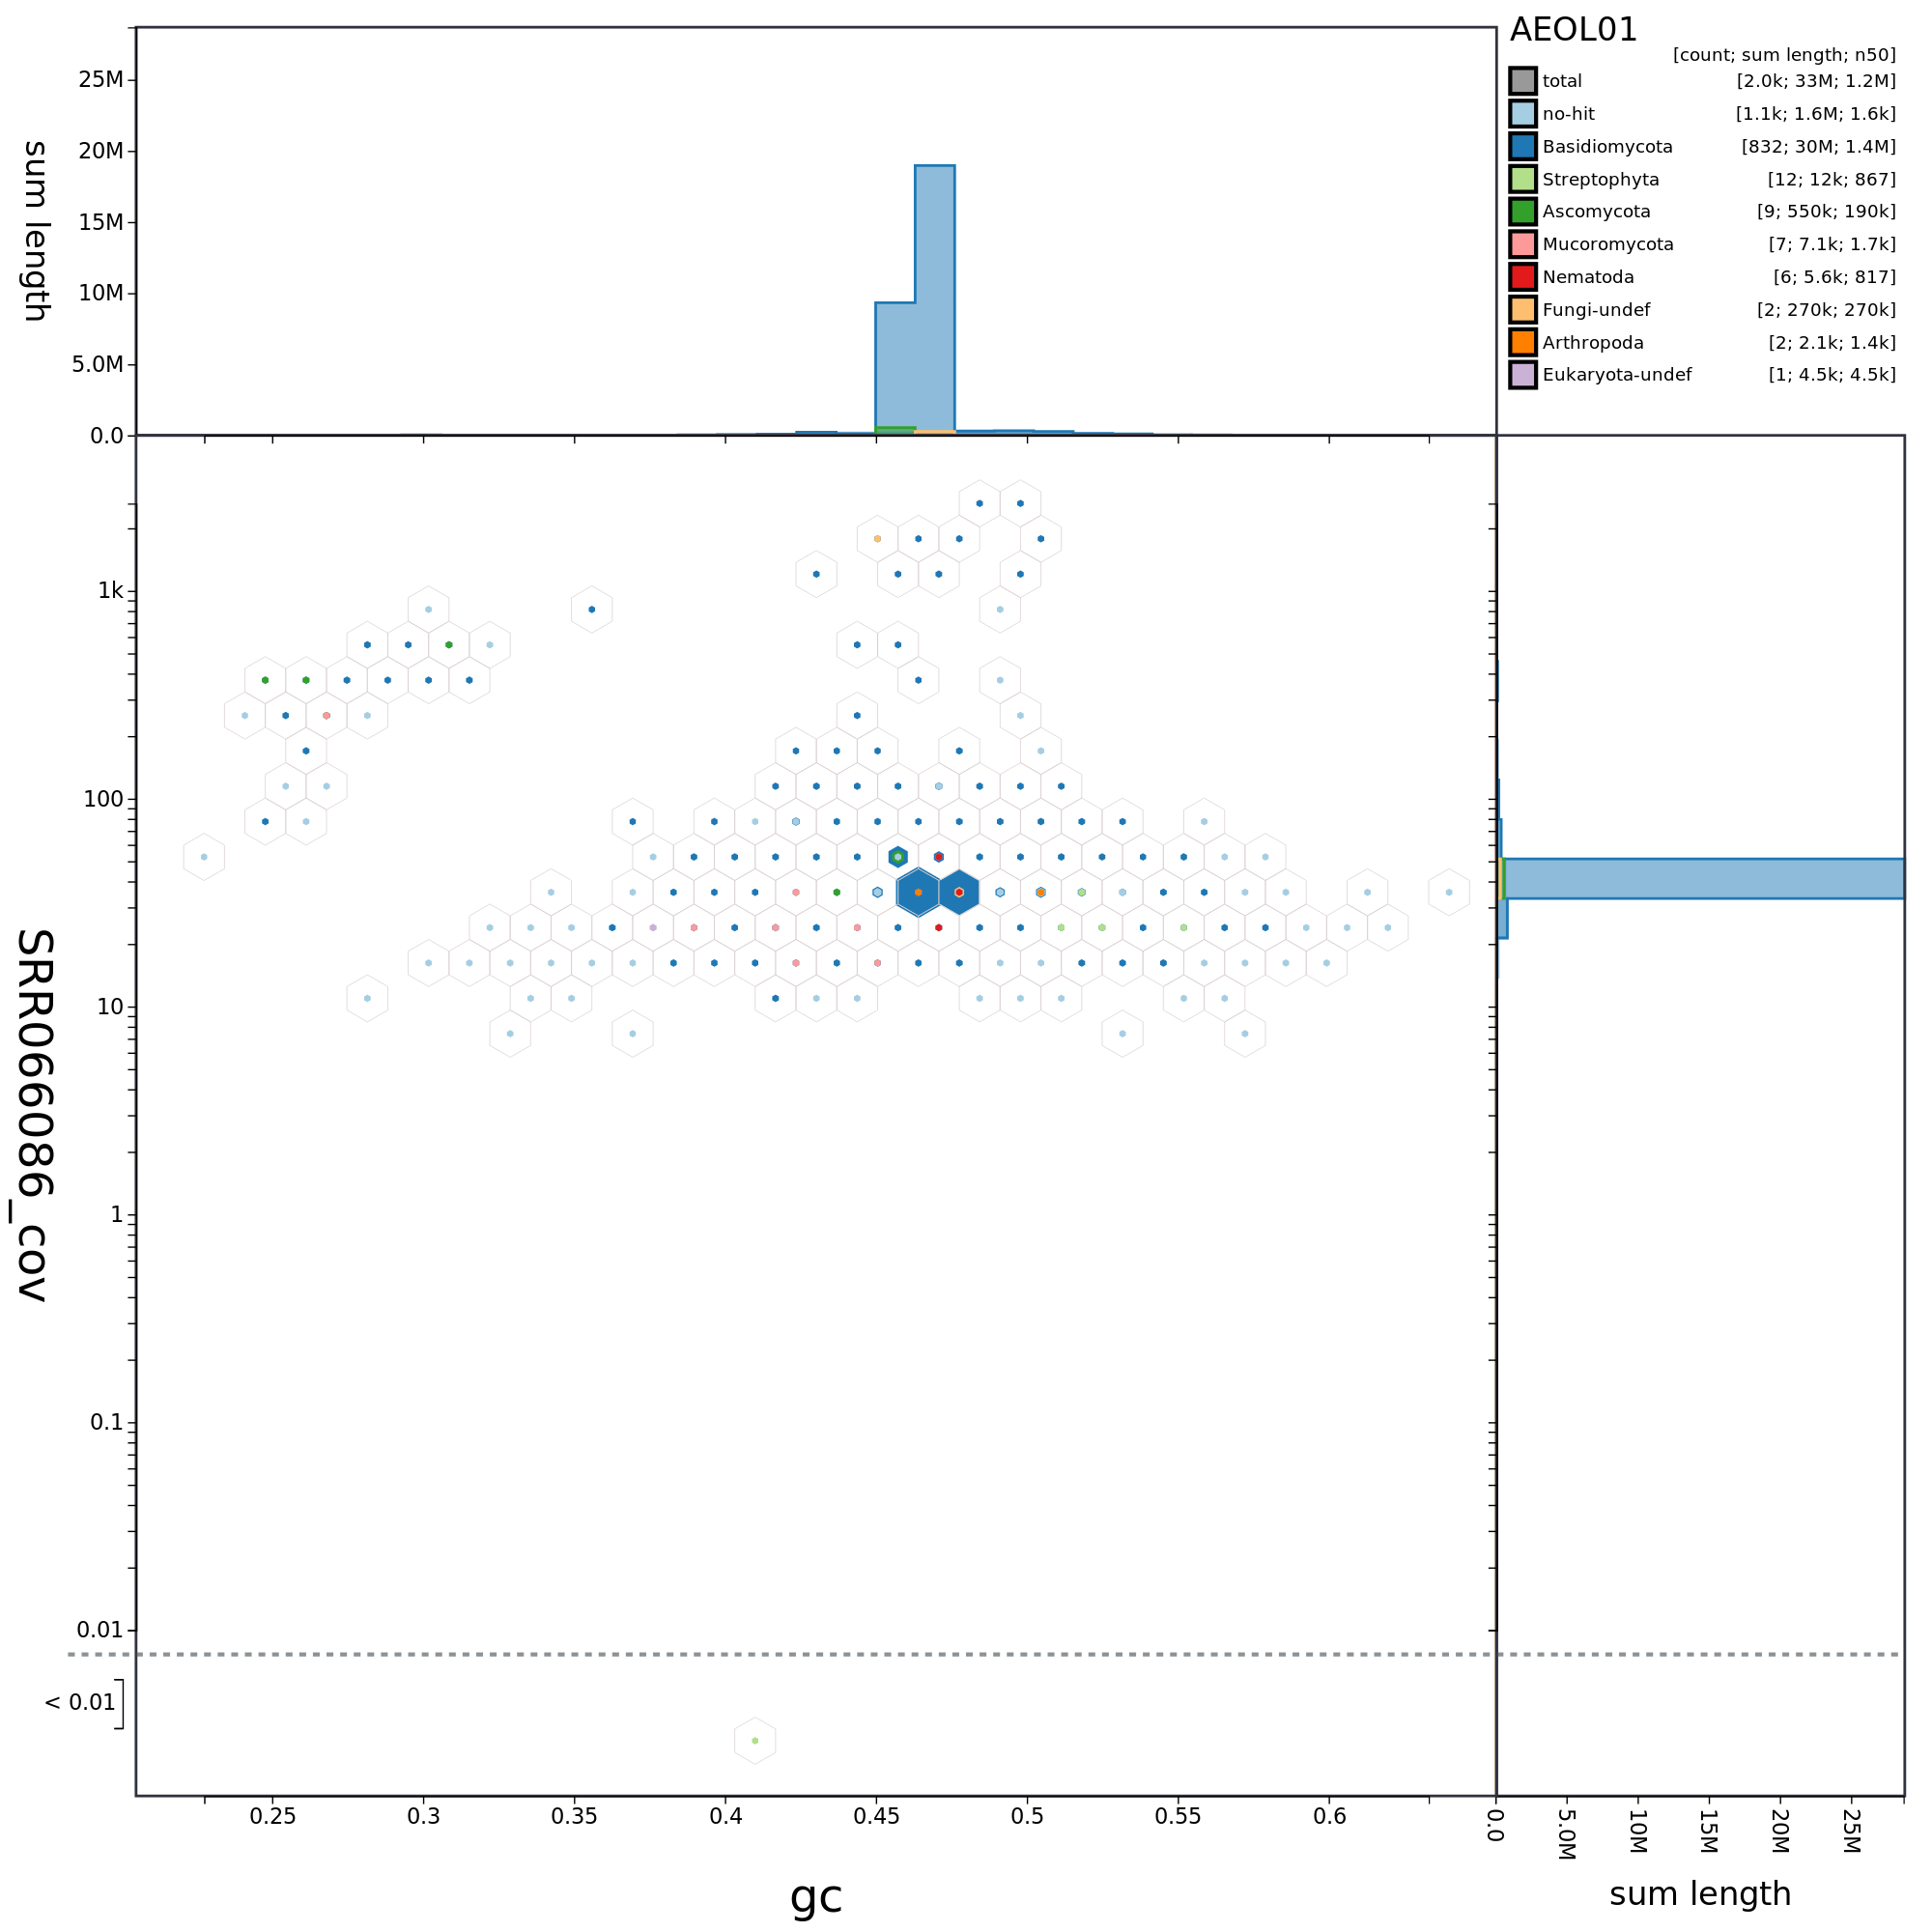 AEOL01
[count; sum length; n50]
total [2.0k; 33M; 1.2M]
no-hit [1.1k; 1.6M; 1.6k]
Basidiomycota [832; 30M; 1.4M]
Streptophyta [12; 12k; 867]
Ascomycota [9; 550k; 190k]
Mucoromycota [7; 7.1k; 1.7k]
Nematoda [6; 5.6k; 817]
Fungi-undef [2; 270k; 270k]
Arthropoda [2; 2.1k; 1.4k]
Eukaryota-undef [1; 4.5k; 4.5k]
sum length
25M
20M
15M
10M
5.0M
0.0
SRR066086_cov
1k
100
10
1
0.1
0.01
< 0.01
0.25 0.3 0.35 0.4 0.45 0.5 0.55 0.6
gc
0.0 5.0M 10M 15M 20M 25M
sum length